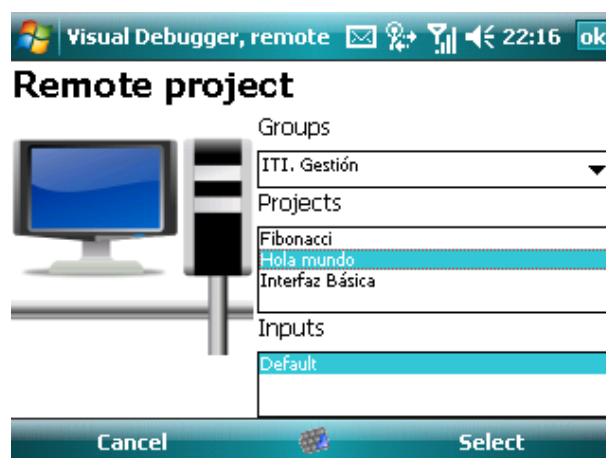 Visual Debugger, remote 22:16 ok
Remote project
Groups
ITI. Gestión
Projects
Fibonacci
Hola mundo
Interfaz Básica
Inputs
Default
Cancel Select